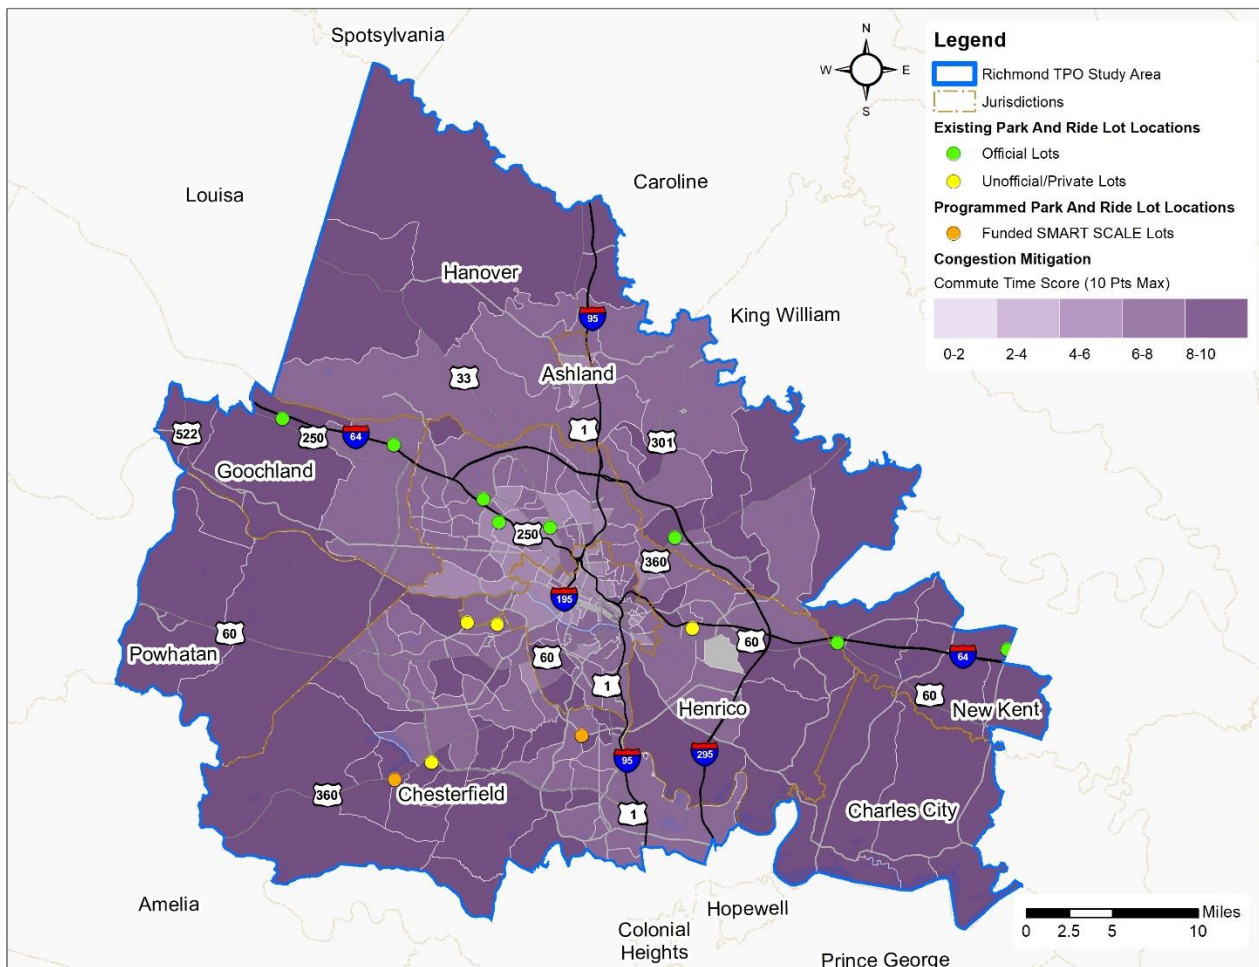 Spotsylvania
Louisa
Caroline
Hanover
King William
Ashland
Goochland
Powhatan
Henrico
New Kent
Chesterfield
Charles City
Amelia
Hopewell
Colonial
Heights
Prince George
95
33
1
301
522
250
64
250
360
195
60
60
60
1
64
60
95
295
360
1
N
W
E
S
Legend
Richmond TPO Study Area
Jurisdictions
Existing Park And Ride Lot Locations
Official Lots
Unofficial/Private Lots
Programmed Park And Ride Lot Locations
Funded SMART SCALE Lots
Congestion Mitigation
Commute Time Score (10 Pts Max)
0-2 2-4 4-6 6-8 8-10
Miles
0 2.5 5 10